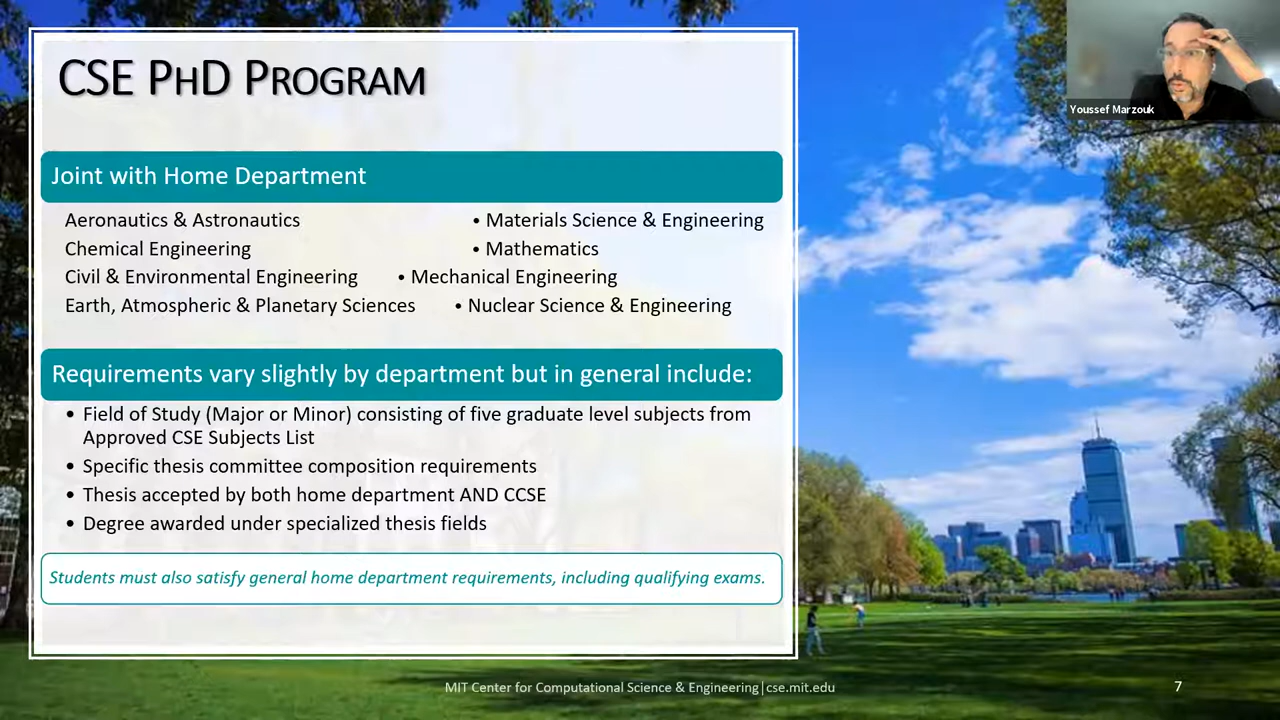 CSE PHD PROGRAM
Youssef Marzouk
Joint with Home Department
Aeronautics & Astronautics • Materials Science & Engineering
Chemical Engineering • Mathematics
Civil & Environmental Engineering • Mechanical Engineering
Earth, Atmospheric & Planetary Sciences • Nuclear Science & Engineering
Requirements vary slightly by department but in general include:
• Field of Study (Major or Minor) consisting of five graduate level subjects from
Approved CSE Subjects List
• Specific thesis committee composition requirements
• Thesis accepted by both home department AND CCSE
• Degree awarded under specialized thesis fields
Students must also satisfy general home department requirements, including qualifying exams.
MIT Center for Computational Science & Engineering|cse.mit.edu
7